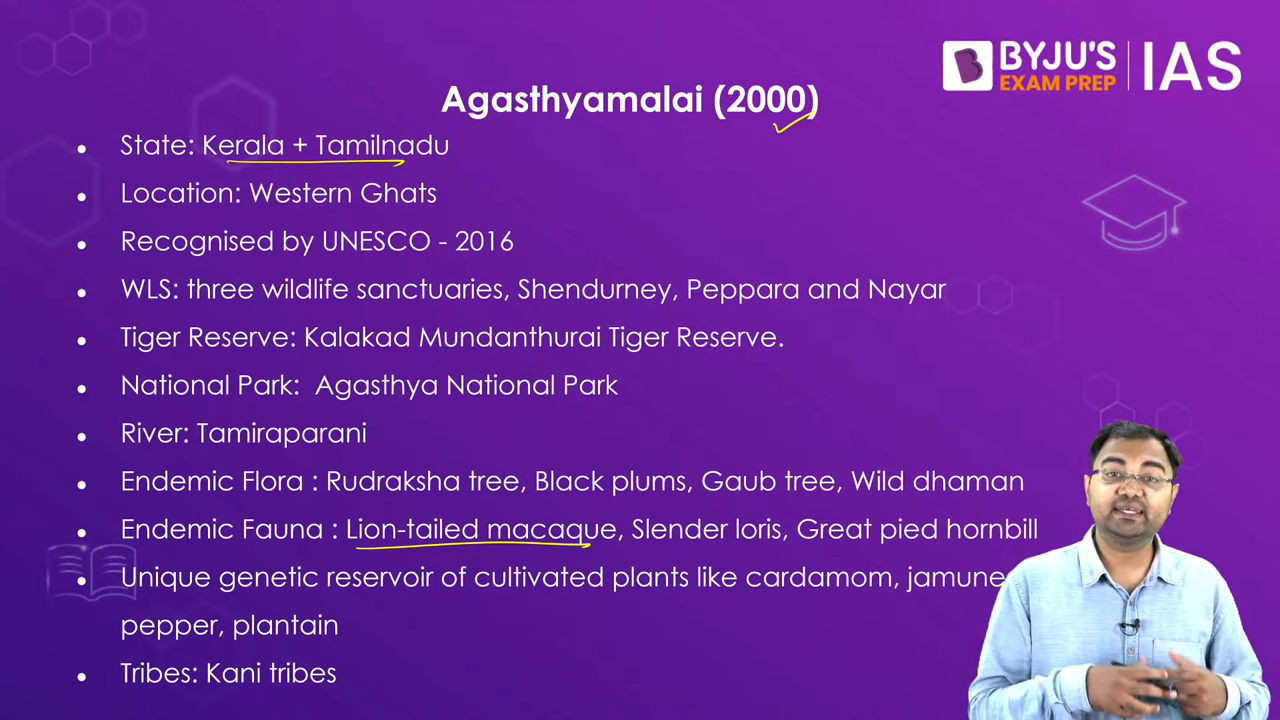 BYJU'S
EXAM PREP
IAS
Agasthyamalai (2000)
• State: Kerala + Tamilnadu
• Location: Western Ghats
• Recognised by UNESCO - 2016
• WLS: three wildlife sanctuaries, Shendurney, Peppara and Nayar
• Tiger Reserve: Kalakad Mundanthurai Tiger Reserve.
• National Park: Agasthya National Park
• River: Tamiraparani
• Endemic Flora : Rudraksha tree, Black plums, Gaub tree, Wild dhaman
• Endemic Fauna : Lion-tailed macaque, Slender loris, Great pied hornbill
• Unique genetic reservoir of cultivated plants like cardamom, jamune
pepper, plantain
• Tribes: Kani tribes